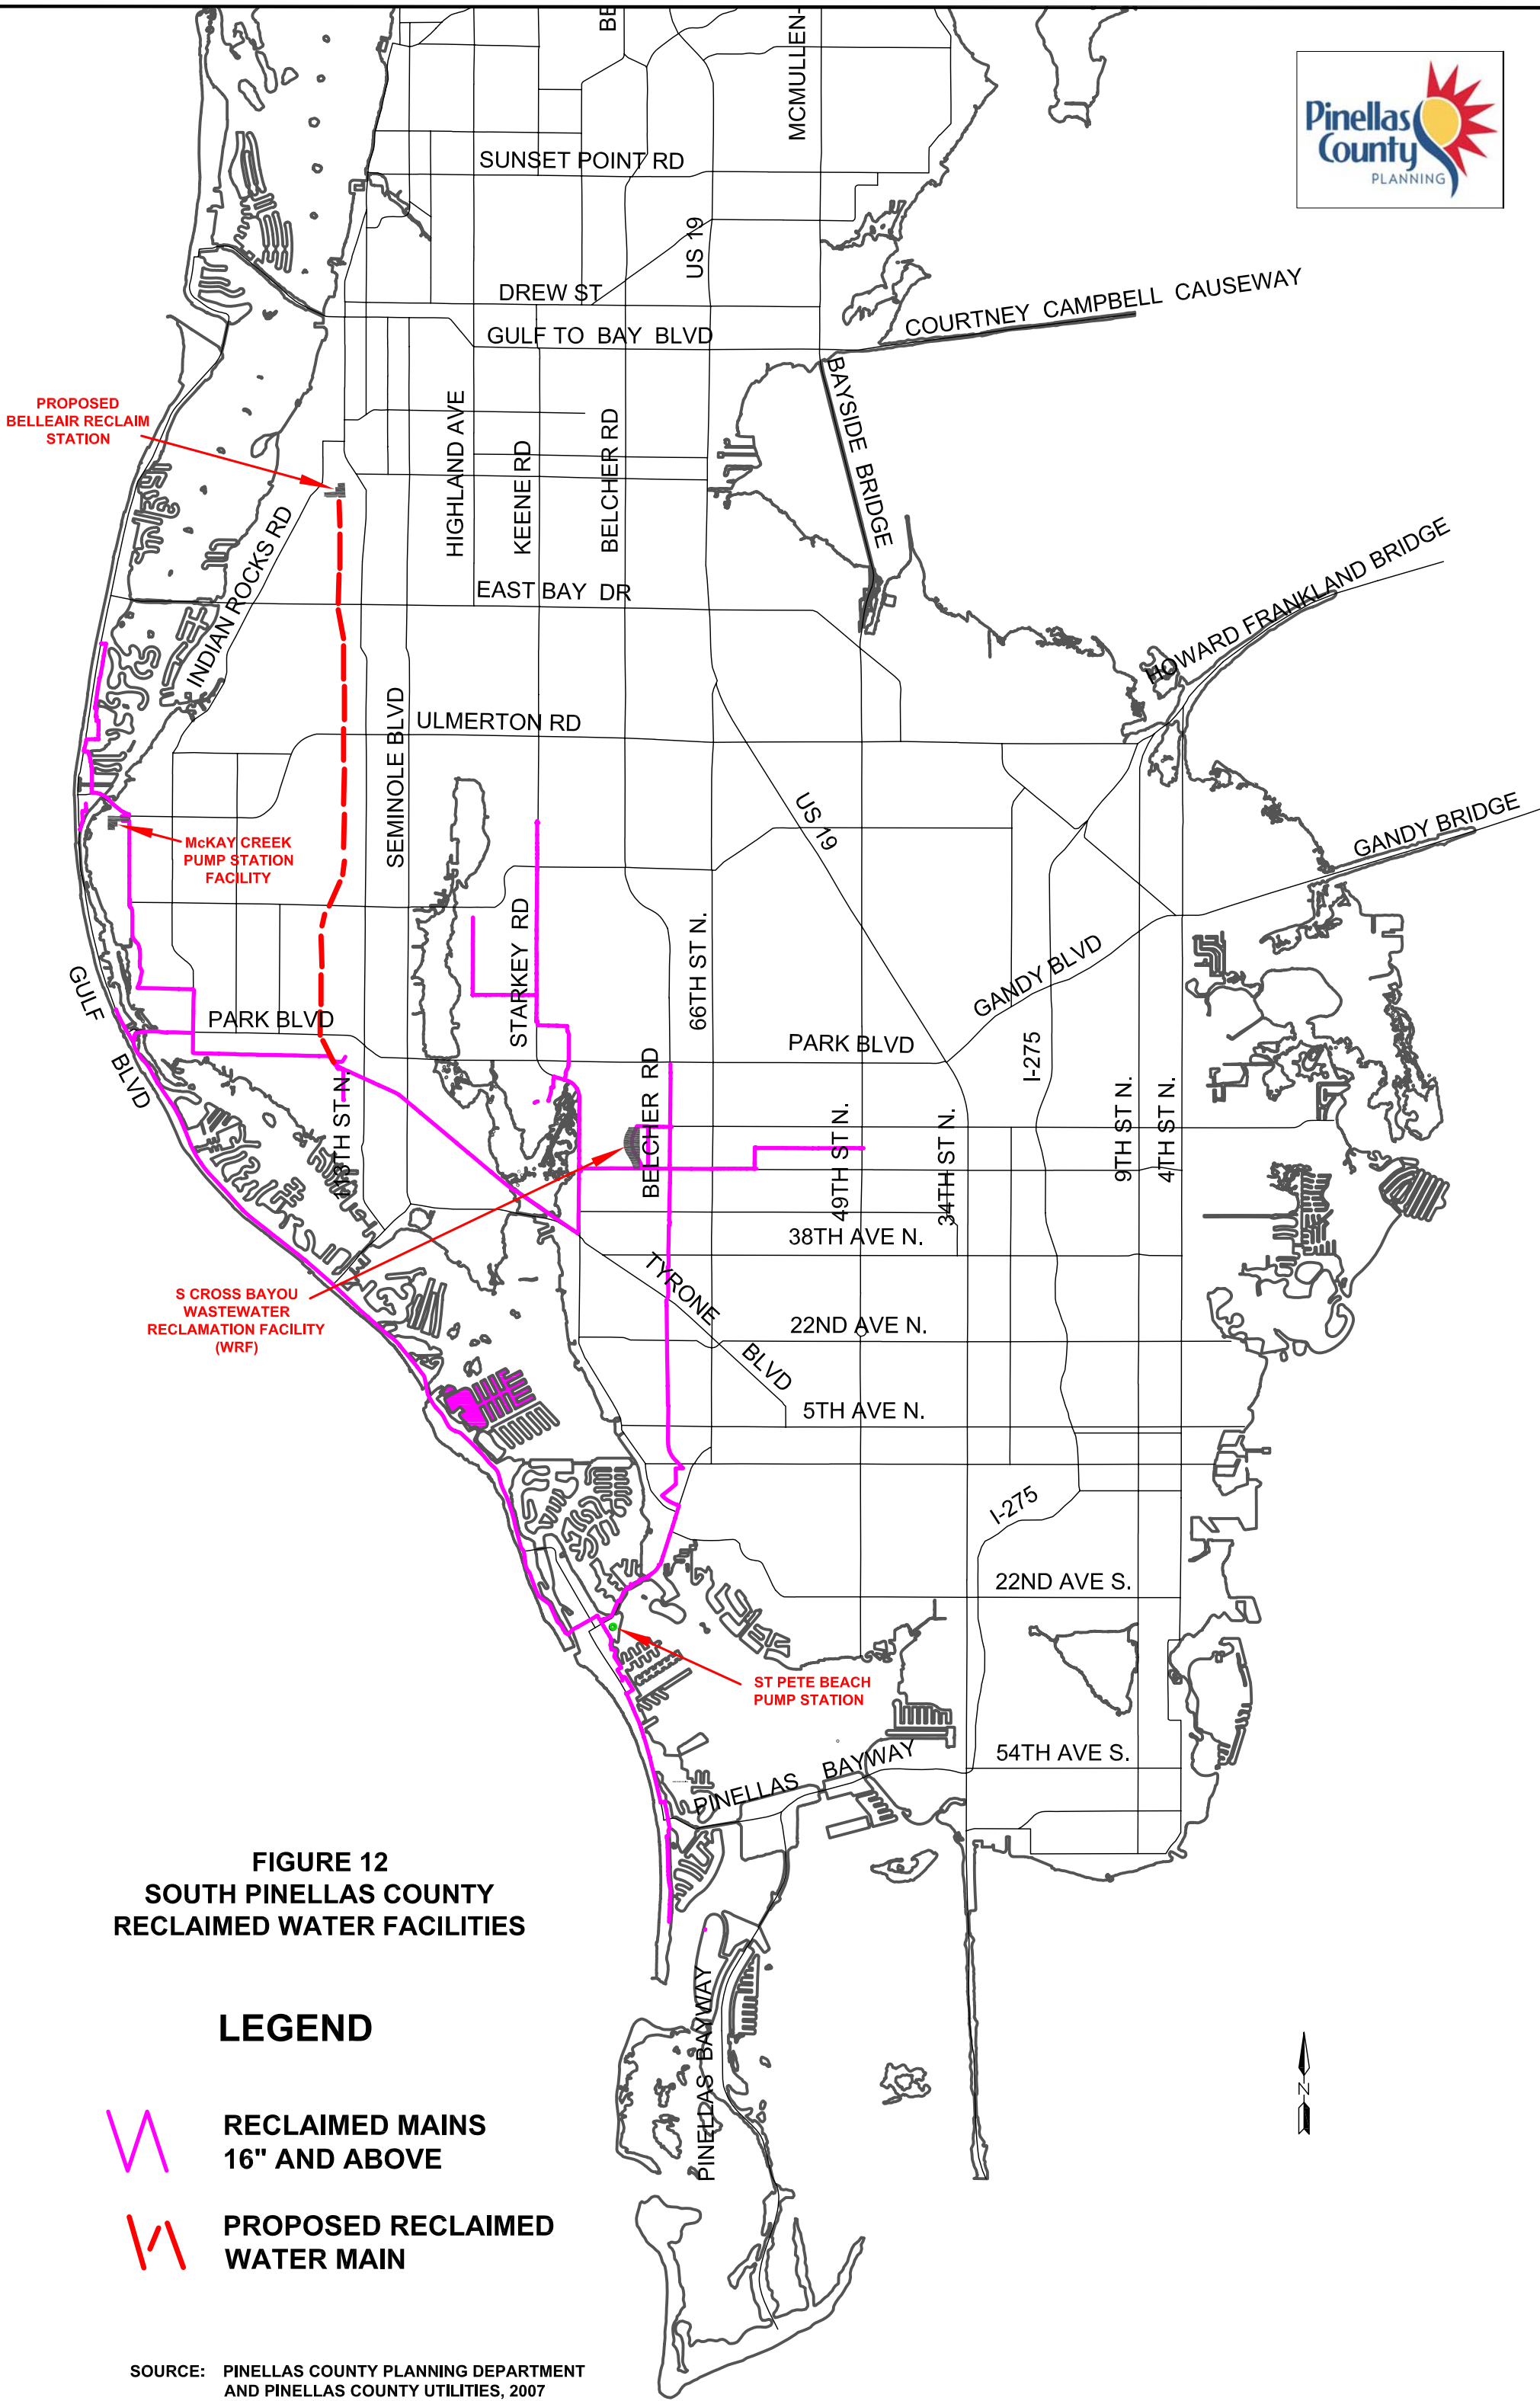 BE
MCMULLEN-
Pinellas
County
PLANNING
SUNSET POINT RD
US 19
DREW ST
COURTNEY CAMPBELL CAUSEWAY
GULF TO BAY BLVD
BAYSIDE BRIDGE
PROPOSED
BELLEAIR RECLAIM
STATION
HIGHLAND AVE
KEENE RD
BELCHER RD
INDIAN ROCKS RD
EAST BAY DR
HOWARD FRANKLAND BRIDGE
SEMINOLE BLVD
ULMERTON RD
US 19
GANDY BRIDGE
McKAY CREEK
PUMP STATION
FACILITY
STARKEY RD
66TH ST N.
GANDY BLVD
GULF BLVD
PARK BLVD
PARK BLVD
I-275
113TH ST N.
BELCHER RD
49TH ST N.
34TH ST N.
9TH ST N.
4TH ST N.
38TH AVE N.
S CROSS BAYOU
WASTEWATER
RECLAMATION FACILITY
(WRF)
TYRONE BLVD
22ND AVE N.
5TH AVE N.
I-275
22ND AVE S.
ST PETE BEACH
PUMP STATION
54TH AVE S.
PINELLAS BAYWAY
FIGURE 12
SOUTH PINELLAS COUNTY
RECLAIMED WATER FACILITIES
PINELLAS BAYWAY
LEGEND
N
RECLAIMED MAINS
16" AND ABOVE
PROPOSED RECLAIMED
WATER MAIN
SOURCE: PINELLAS COUNTY PLANNING DEPARTMENT
AND PINELLAS COUNTY UTILITIES, 2007